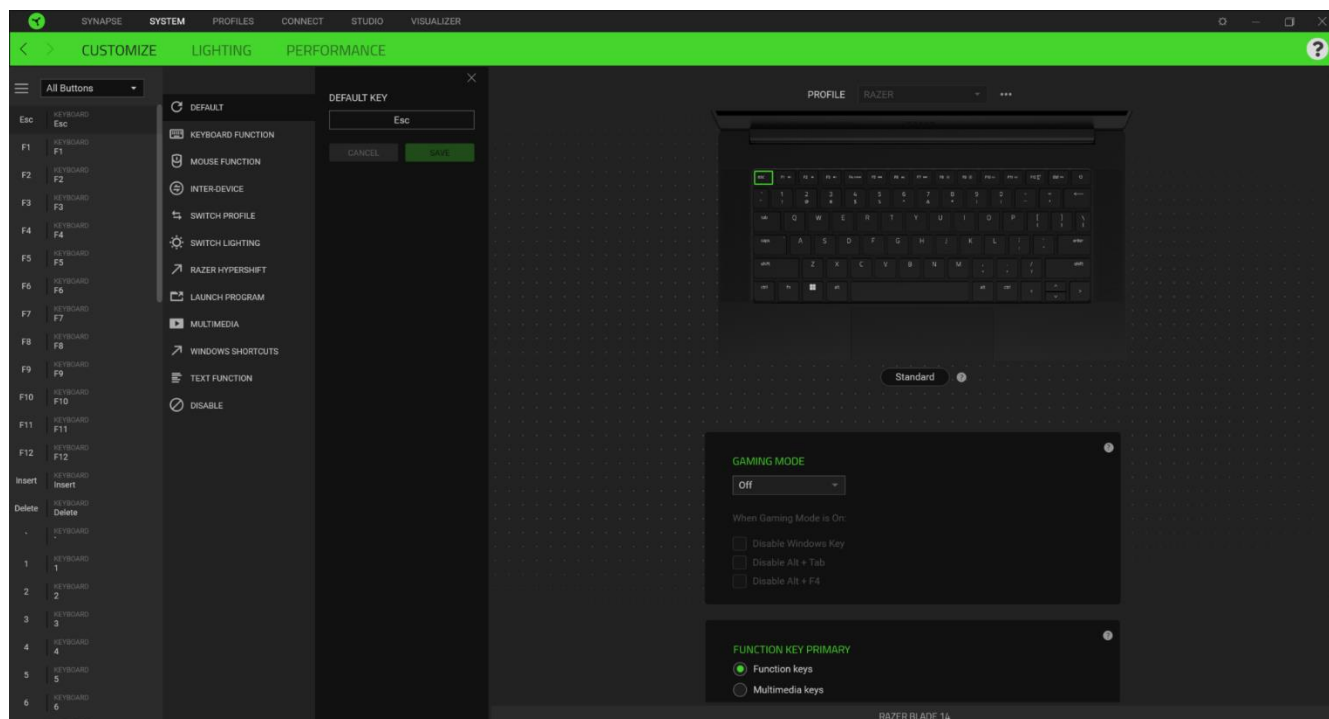 SYNAPSE SYSTEM PROFILES CONNECT STUDIO VISUALIZER
CUSTOMIZE LIGHTING PERFORMANCE
?
All Buttons
Esc KEYBOARD Esc
F1 KEYBOARD F1
F2 KEYBOARD F2
F3 KEYBOARD F3
F4 KEYBOARD F4
F5 KEYBOARD F5
F6 KEYBOARD F6
F7 KEYBOARD F7
F8 KEYBOARD F8
F9 KEYBOARD F9
F10 KEYBOARD F10
F11 KEYBOARD F11
F12 KEYBOARD F12
Insert KEYBOARD Insert
Delete KEYBOARD Delete
KEYBOARD
1 KEYBOARD 1
2 KEYBOARD 2
3 KEYBOARD 3
4 KEYBOARD 4
5 KEYBOARD 5
6 KEYBOARD 6
DEFAULT
KEYBOARD FUNCTION
MOUSE FUNCTION
INTER-DEVICE
SWITCH PROFILE
SWITCH LIGHTING
RAZER HYPERSHIFT
LAUNCH PROGRAM
MULTIMEDIA
WINDOWS SHORTCUTS
TEXT FUNCTION
DISABLE
DEFAULT KEY
Esc
CANCEL SAVE
PROFILE RAZER
Q W E R T Y U I O P
A S D F G H J K L
Z X C V B N M
Standard ?
GAMING MODE
Off
When Gaming Mode is On:
Disable Windows Key
Disable Alt + Tab
Disable Alt + F4
FUNCTION KEY PRIMARY
Function keys
Multimedia keys
RAZER BLADE 14